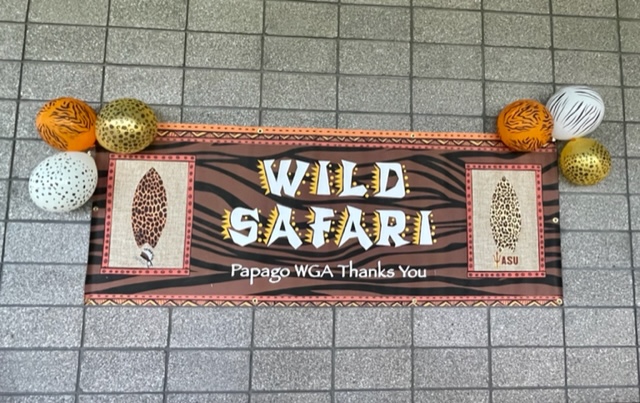 WILD
SAFARI
Papago WGA Thanks You
ASU